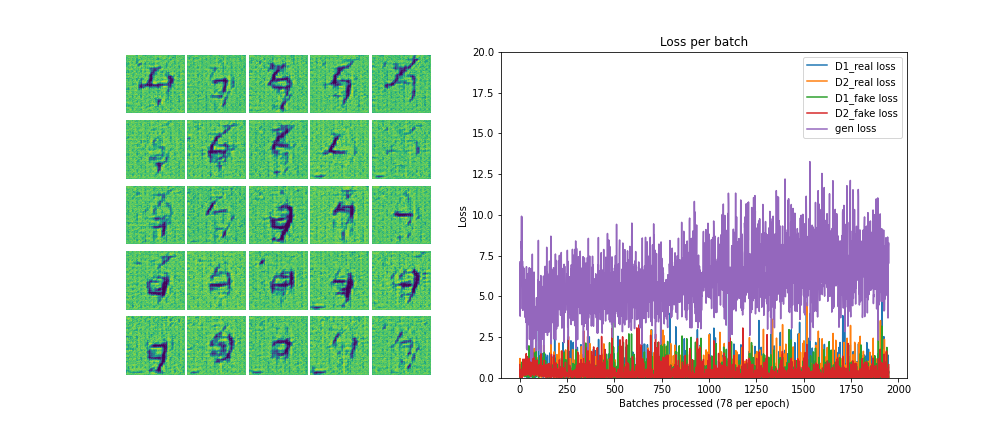 Loss per batch
20.0
17.5
15.0
12.5
10.0
7.5
5.0
2.5
0.0
Loss
D1_real loss
D2_real loss
D1_fake loss
D2_fake loss
gen loss
0 250 500 750 1000 1250 1500 1750 2000
Batches processed (78 per epoch)